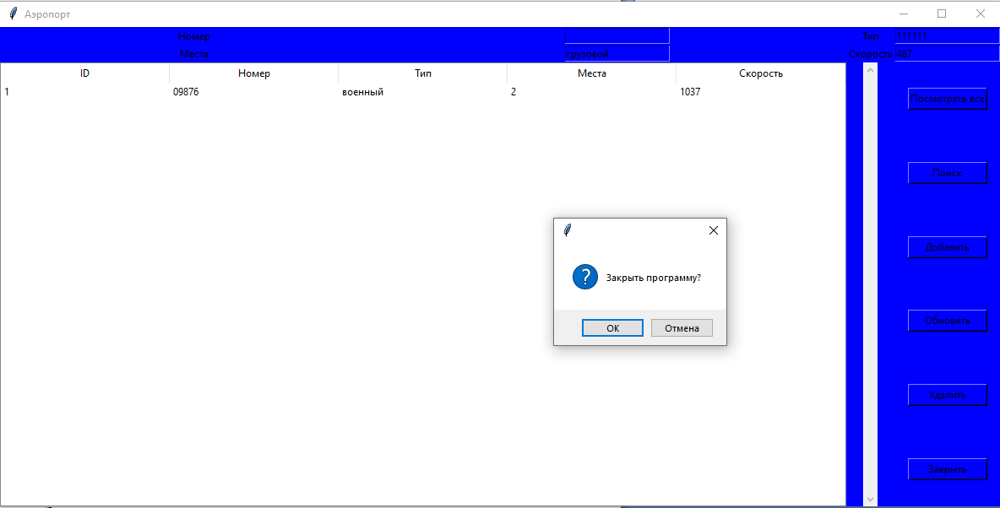 Аэропорт
Номер Тип 111111
Места грузовой Скорость 467
ID Номер Тип Места Скорость
1 09876 военный 2 1037
Посмотреть все
Поиск
Добавить
Обновить
Удалить
Закрыть
Закрыть программу?
OK Отмена